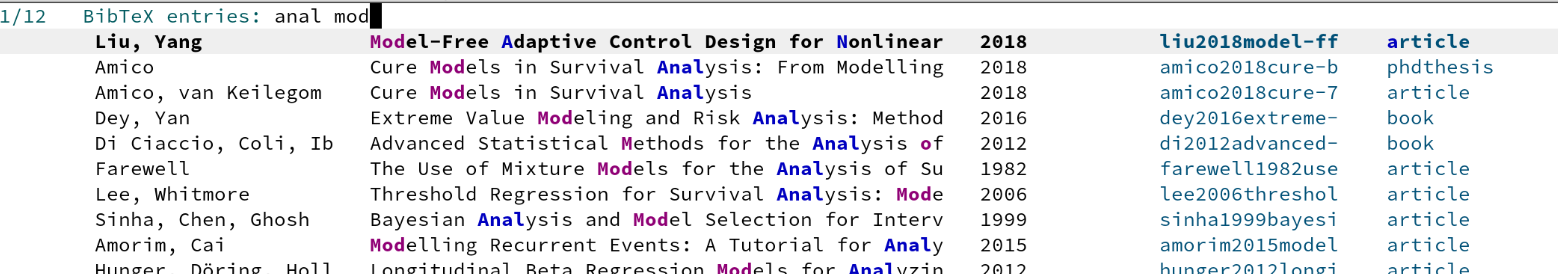 1/12 BibTeX entries: anal mod
Liu, Yang Model-Free Adaptive Control Design for Nonlinear 2018 liu2018model-ff article
Amico Cure Models in Survival Analysis: From Modelling 2018 amico2018cure-b phdthesis
Amico, van Keilegom Cure Models in Survival Analysis 2018 amico2018cure-7 article
Dey, Yan Extreme Value Modeling and Risk Analysis: Method 2016 dey2016extreme- book
Di Ciaccio, Coli, Ib Advanced Statistical Methods for the Analysis of 2012 di2012advanced- book
Farewell The Use of Mixture Models for the Analysis of Su 1982 farewell1982use article
Lee, Whitmore Threshold Regression for Survival Analysis: Mode 2006 lee2006threshol article
Sinha, Chen, Ghosh Bayesian Analysis and Model Selection for Interv 1999 sinha1999bayesi article
Amorim, Cai Modelling Recurrent Events: A Tutorial for Analy 2015 amorim2015model article
Hunger, Döring, Holl Longitudinal Beta Regression Models for Analyzin 2012 hunger2012longi article